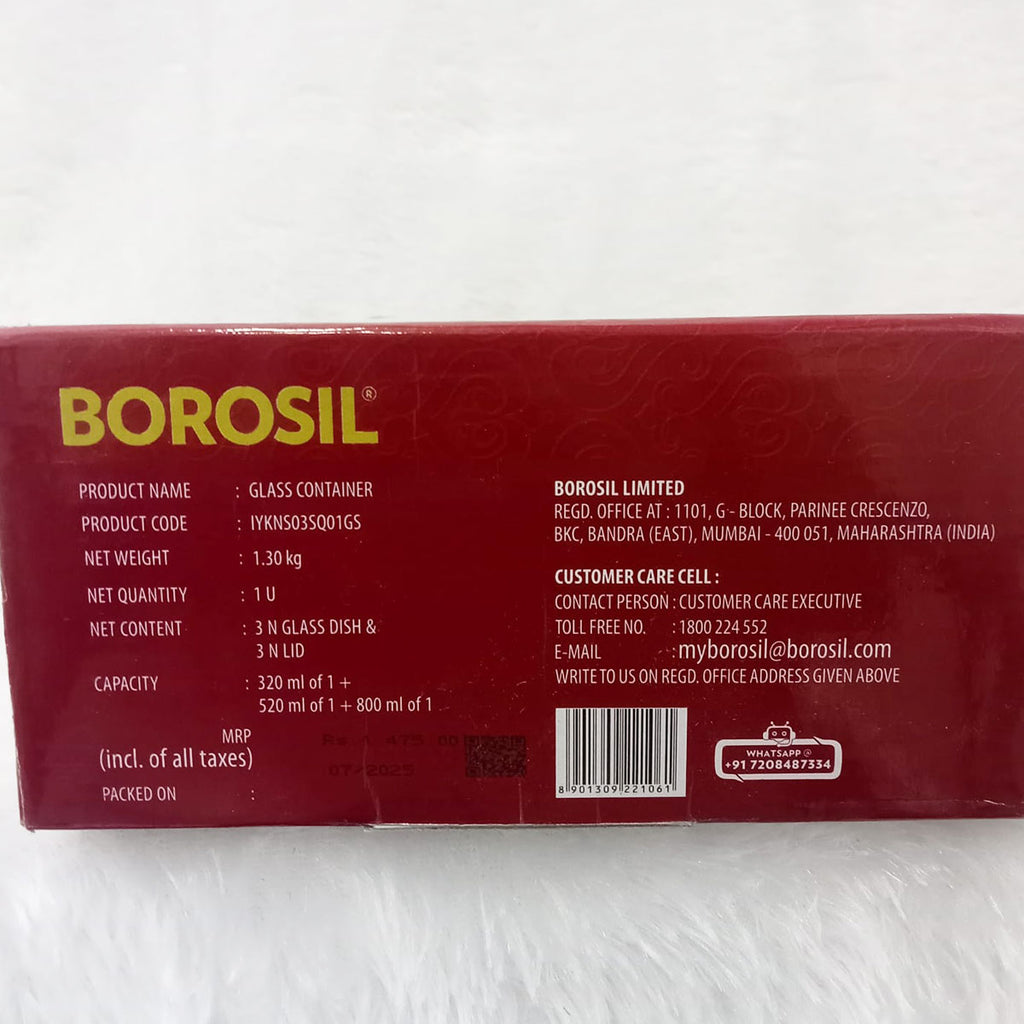 BOROSIL®
PRODUCT NAME : GLASS CONTAINER
PRODUCT CODE : IYKNS03SQ01GS
NET WEIGHT : 1.30 kg
NET QUANTITY : 1 U
NET CONTENT : 3 N GLASS DISH &
3 N LID
CAPACITY : 320 ml of 1 +
520 ml of 1 + 800 ml of 1
MRP
(incl. of all taxes)
07/2025
PACKED ON :
BOROSIL LIMITED
REGD. OFFICE AT : 1101, G - BLOCK, PARINEE CRESCENZO,
BKC, BANDRA (EAST), MUMBAI - 400 051, MAHARASHTRA (INDIA)
CUSTOMER CARE CELL :
CONTACT PERSON : CUSTOMER CARE EXECUTIVE
TOLL FREE NO. : 1800 224 552
E-MAIL : myborosil@borosil.com
WRITE TO US ON REGD. OFFICE ADDRESS GIVEN ABOVE
8 901309 221061
WHATSAPP @
+91 7208487334